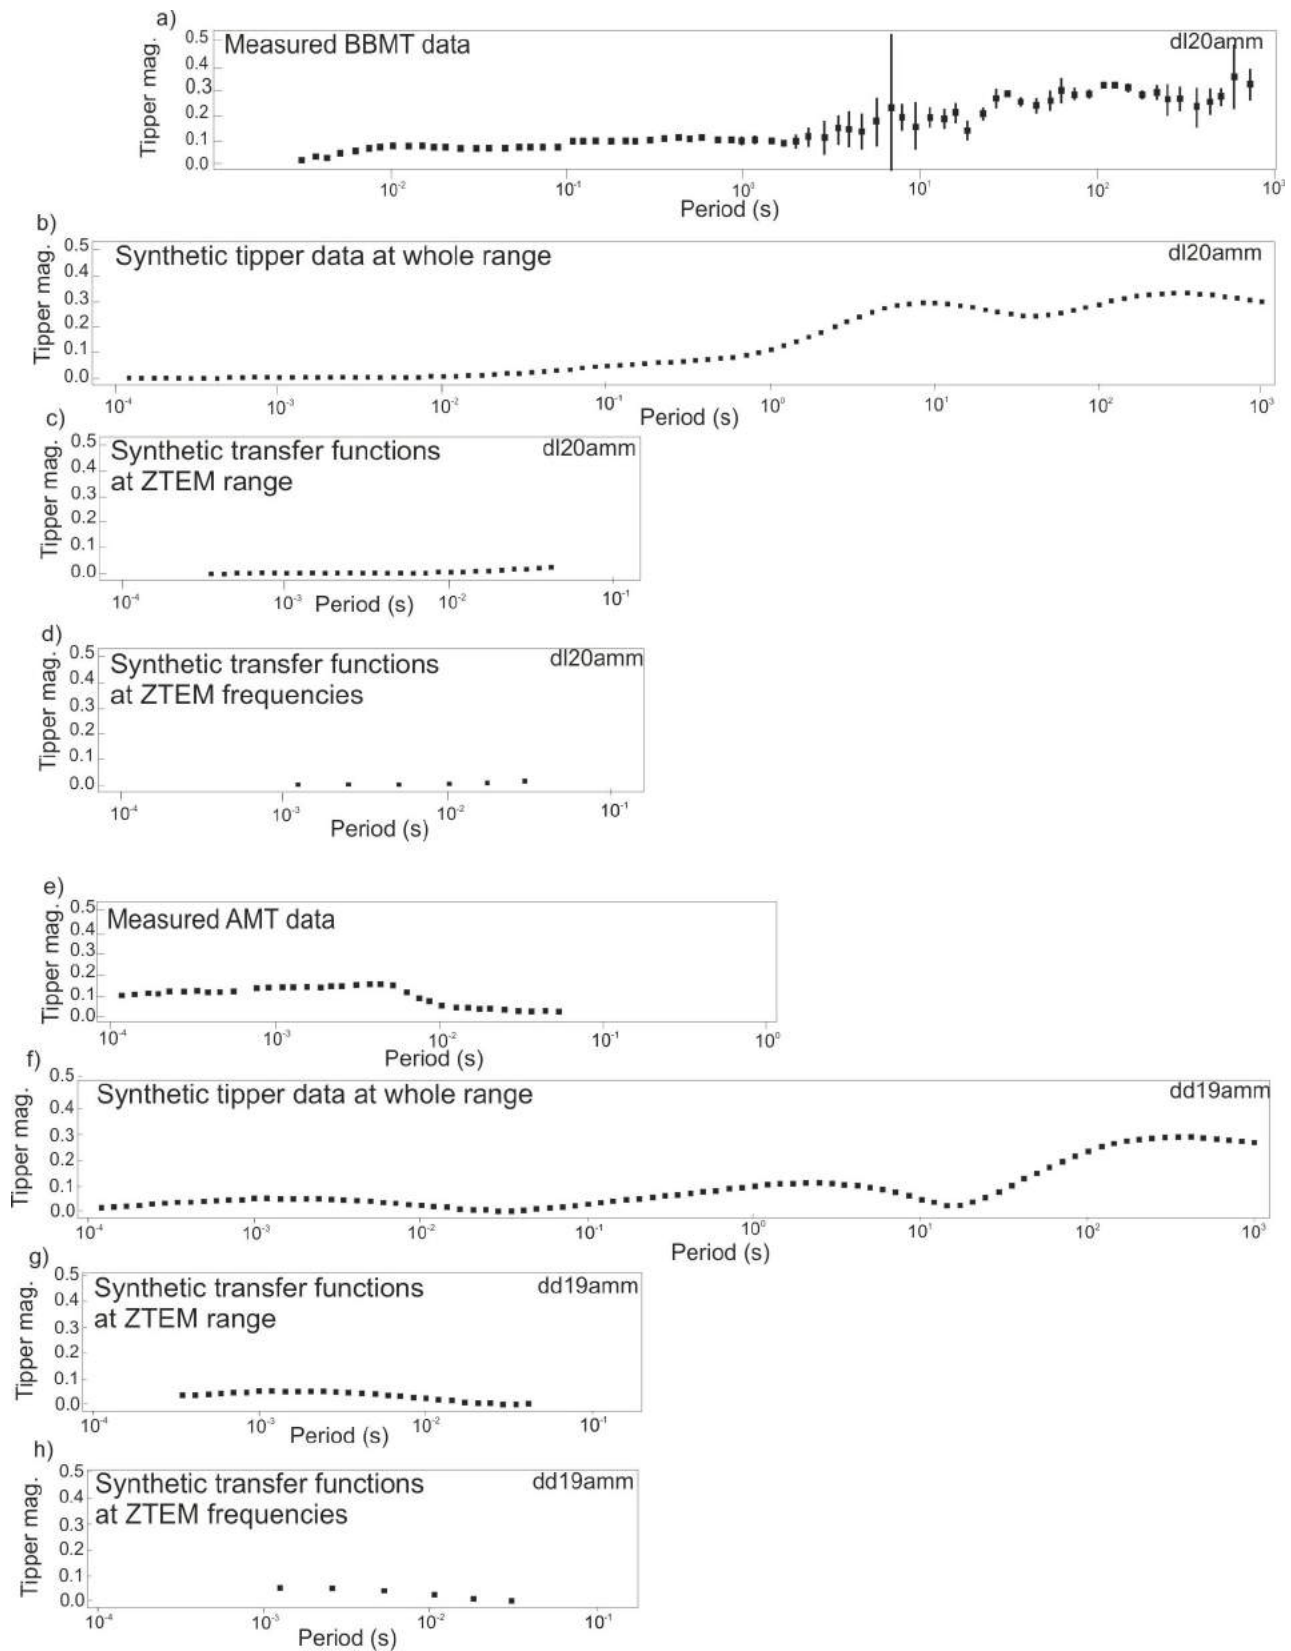 a)
Measured BBMT data
dl20amm
Tipper mag.
0.5
0.4
0.3
0.2
0.1
0.0
10-2
10-1
100
101
102
103
Period (s)
b)
Synthetic tipper data at whole range
dl20amm
Tipper mag.
0.5
0.4
0.3
0.2
0.1
0.0
10-4
10-3
10-2
10-1
100
101
102
103
Period (s)
c)
Synthetic transfer functions
at ZTEM range
dl20amm
Tipper mag.
0.5
0.4
0.3
0.2
0.1
0.0
10-4
10-3
10-2
10-1
Period (s)
d)
Synthetic transfer functions
at ZTEM frequencies
dl20amm
Tipper mag.
0.5
0.4
0.3
0.2
0.1
0.0
10-4
10-3
10-2
10-1
Period (s)
e)
Measured AMT data
Tipper mag.
0.5
0.4
0.3
0.2
0.1
0.0
10-4
10-3
10-2
10-1
100
Period (s)
f)
Synthetic tipper data at whole range
dd19amm
Tipper mag.
0.5
0.4
0.3
0.2
0.1
0.0
10-4
10-3
10-2
10-1
100
101
102
103
Period (s)
g)
Synthetic transfer functions
at ZTEM range
dd19amm
Tipper mag.
0.5
0.4
0.3
0.2
0.1
0.0
10-4
10-3
10-2
10-1
Period (s)
h)
Synthetic transfer functions
at ZTEM frequencies
dd19amm
Tipper mag.
0.5
0.4
0.3
0.2
0.1
0.0
10-4
10-3
10-2
10-1
Period (s)